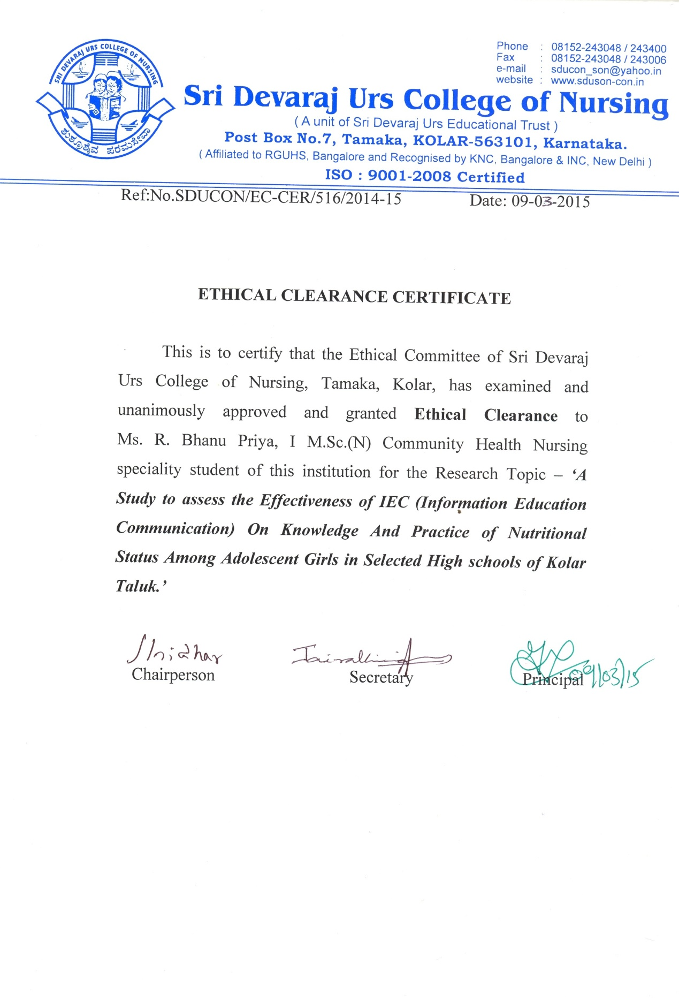 SRI DEVARAJ URS COLLEGE OF NURSING
ಶುಶ್ರೂಶೈವ ಪರಮಸೇವಾ
Phone : 08152-243048 / 243400
Fax : 08152-243048 / 243006
e-mail : sducon_son@yahoo.in
website : www.sduson-con.in
Sri Devaraj Urs College of Nursing
( A unit of Sri Devaraj Urs Educational Trust )
Post Box No.7, Tamaka, KOLAR-563101, Karnataka.
( Affiliated to RGUHS, Bangalore and Recognised by KNC, Bangalore & INC, New Delhi )
ISO : 9001-2008 Certified
Ref:No.SDUCON/EC-CER/516/2014-15 Date: 09-03-2015
ETHICAL CLEARANCE CERTIFICATE
This is to certify that the Ethical Committee of Sri Devaraj
Urs College of Nursing, Tamaka, Kolar, has examined and
unanimously approved and granted Ethical Clearance to
Ms. R. Bhanu Priya, I M.Sc.(N) Community Health Nursing
speciality student of this institution for the Research Topic – ‘A
Study to assess the Effectiveness of IEC (Information Education
Communication) On Knowledge And Practice of Nutritional
Status Among Adolescent Girls in Selected High schools of Kolar
Taluk.’
Chairperson Secretary Principal 09/03/15